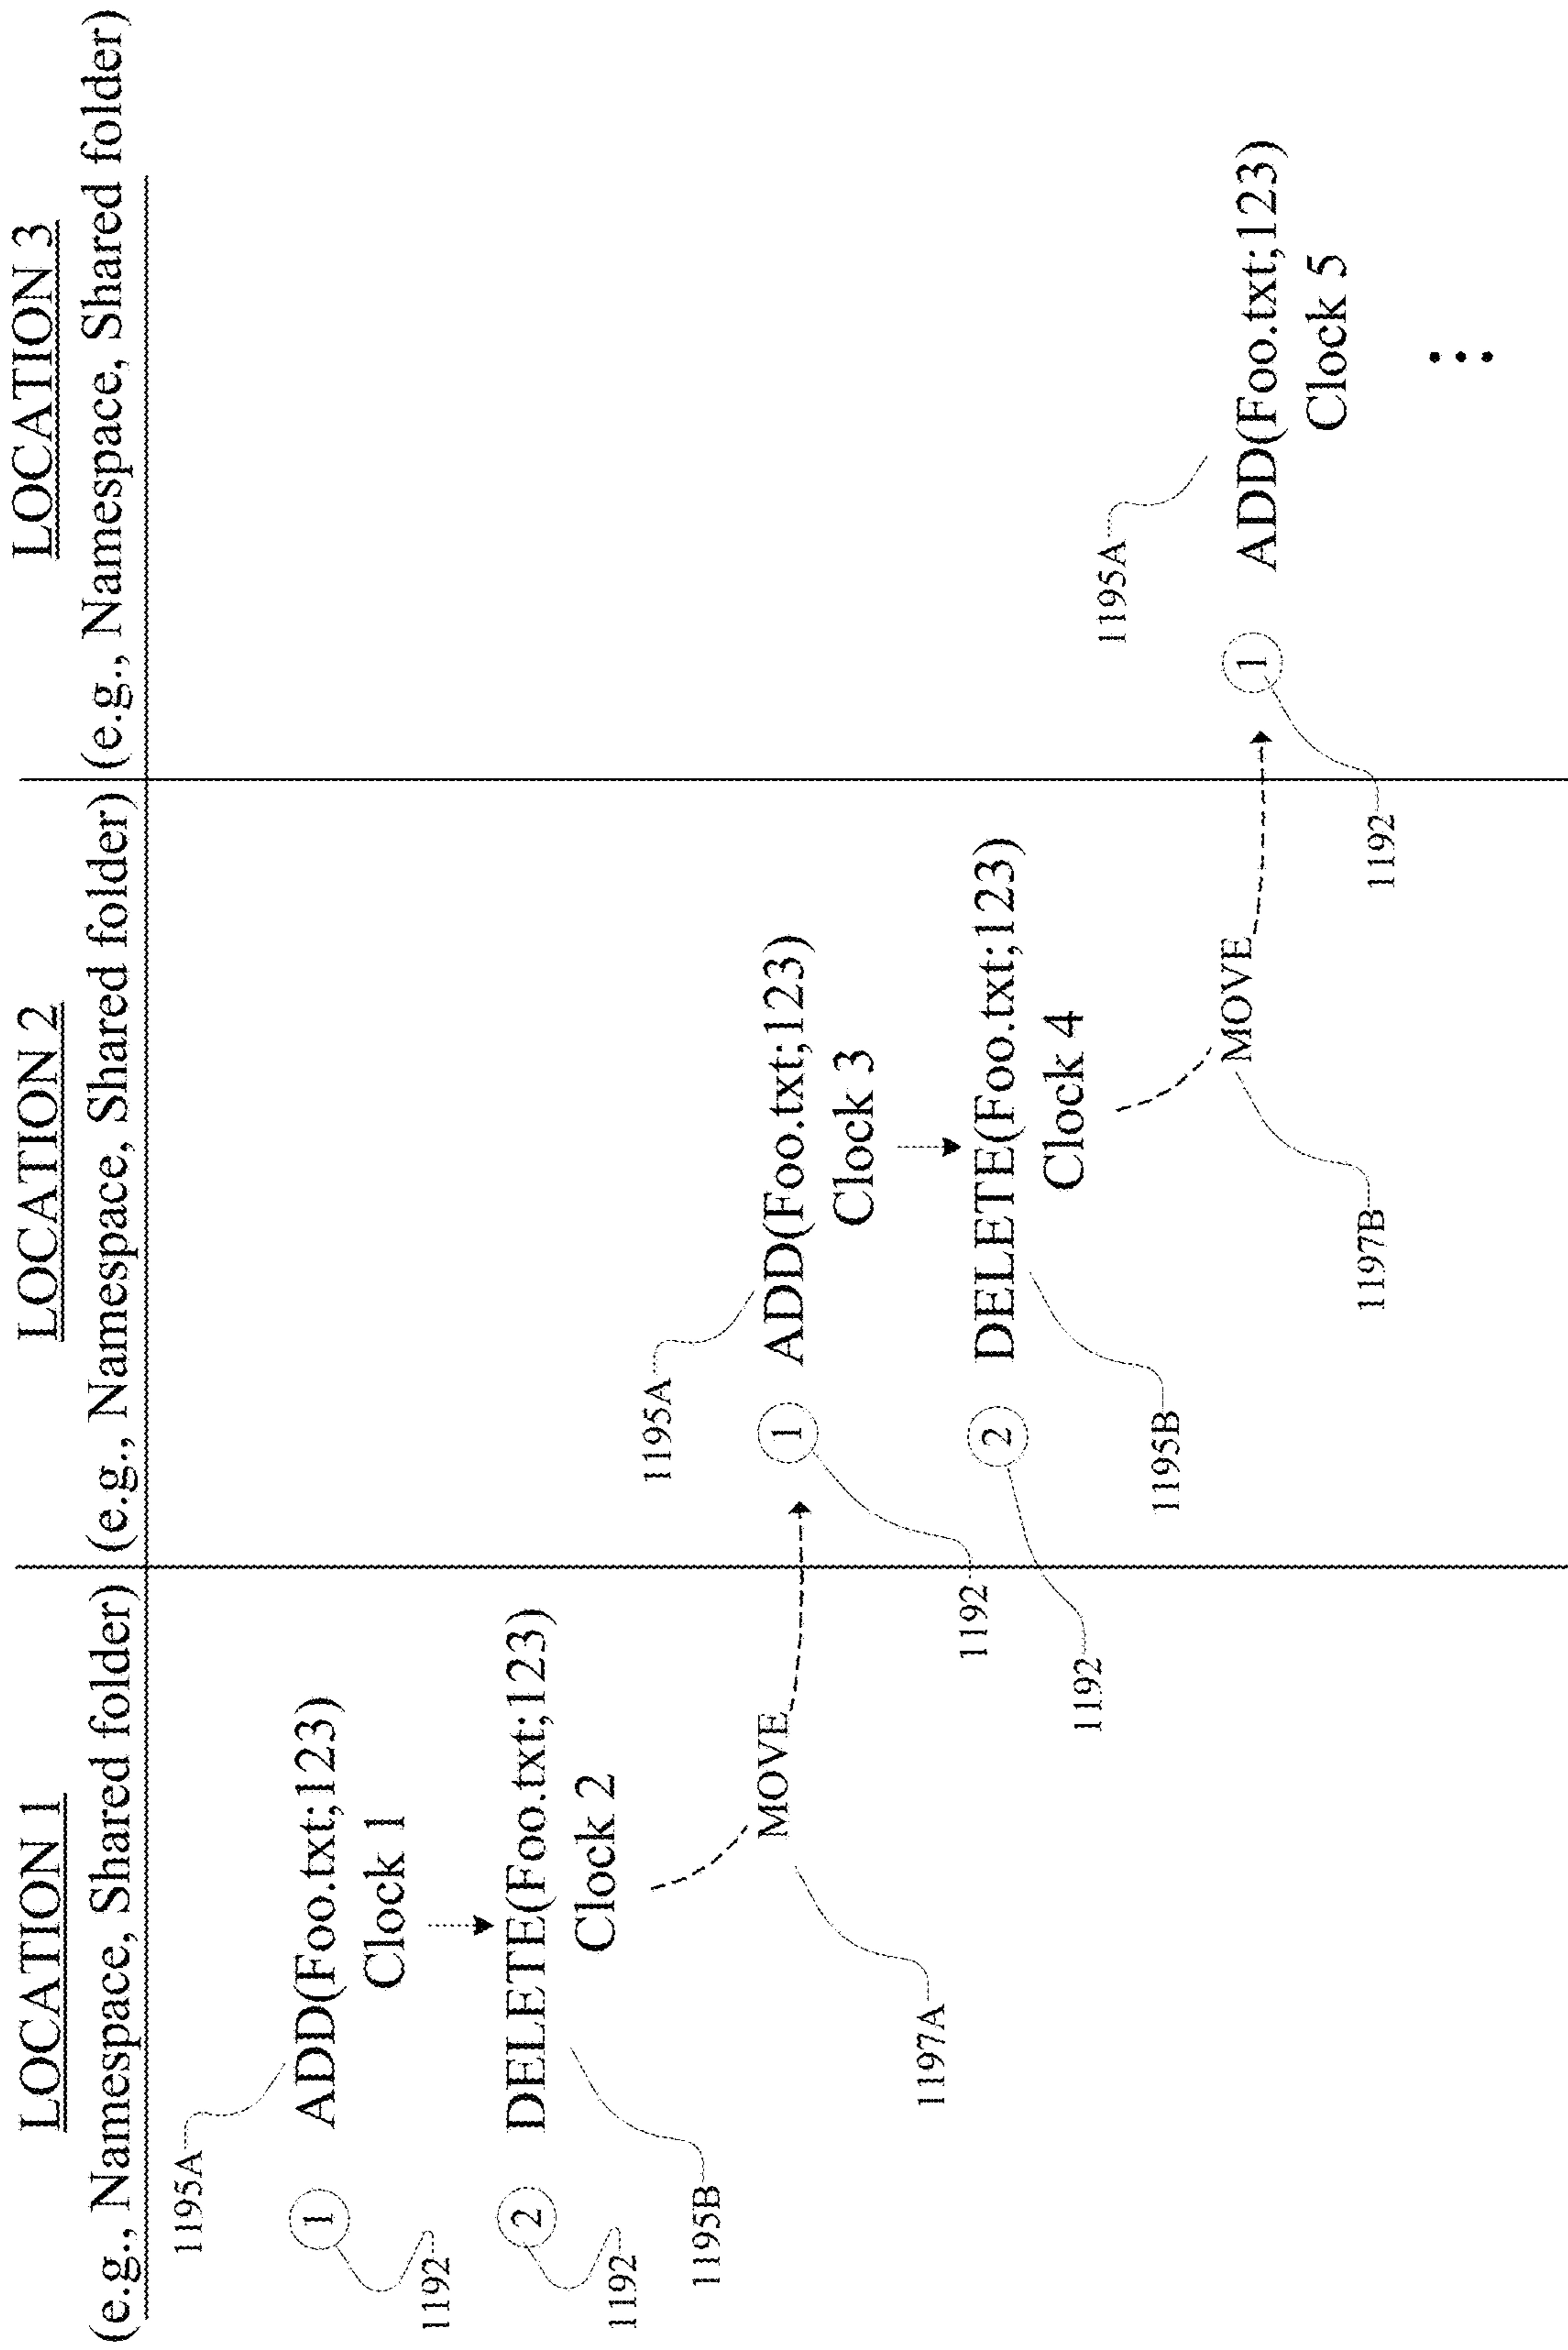 LOCATION 1
(e.g., Namespace, Shared folder)
LOCATION 2
(e.g., Namespace, Shared folder)
LOCATION 3
(e.g., Namespace, Shared folder)
1195A
1 ADD(Foo.txt;123)
Clock 1
1192
2 DELETE(Foo.txt;123)
Clock 2
1192
1195B
MOVE
1197A
1195A
1 ADD(Foo.txt;123)
Clock 3
1192
2 DELETE(Foo.txt;123)
Clock 4
1192
1195B
MOVE
1197B
1195A
1 ADD(Foo.txt;123)
Clock 5
1192